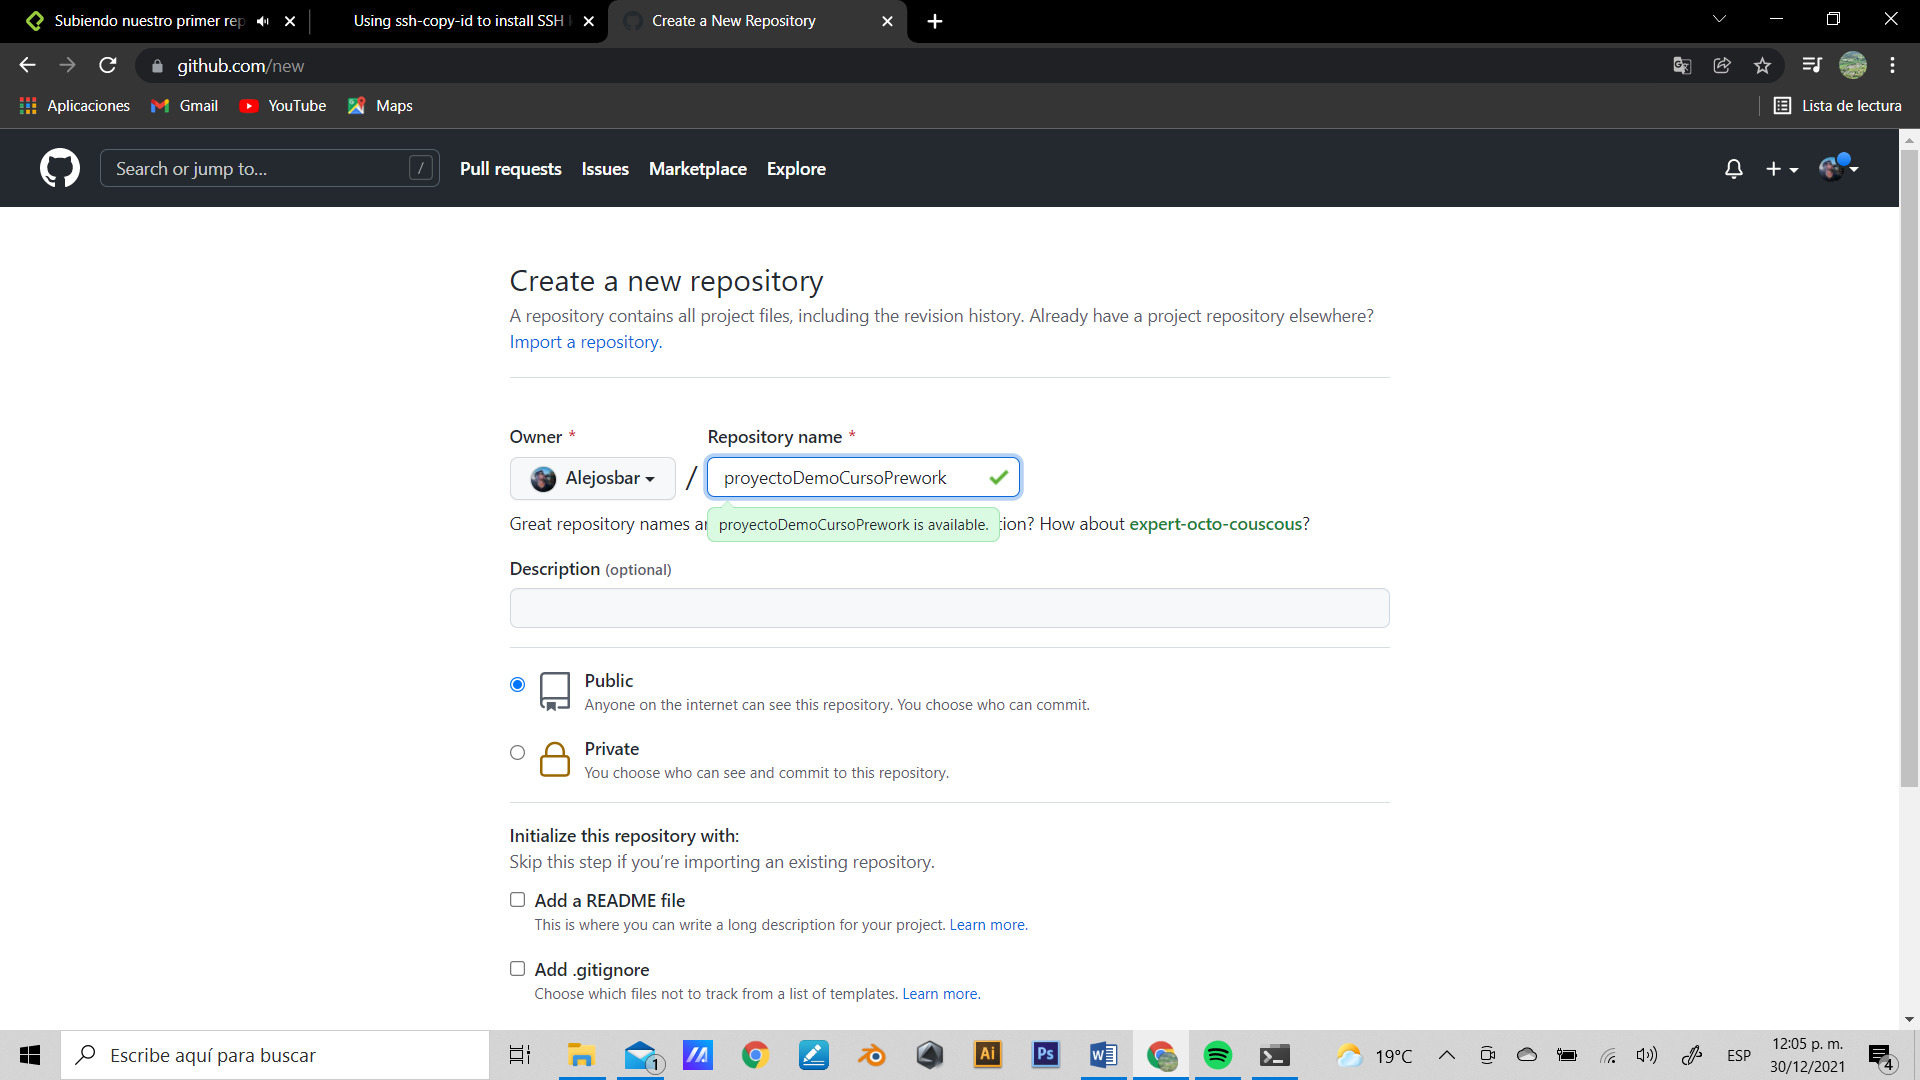 Subiendo nuestro primer rep
Using ssh-copy-id to install SSH
Create a New Repository
github.com/new
Aplicaciones
Gmail
YouTube
Maps
Lista de lectura
Search or jump to...
/
Pull requests
Issues
Marketplace
Explore
Create a new repository
A repository contains all project files, including the revision history. Already have a project repository elsewhere?
Import a repository.
Owner *
Repository name *
Alejosbar
/
proyectoDemoCursoPrework
Great repository names
proyectoDemoCursoPrework is available.
tion? How about expert-octo-couscous?
Description (optional)
Public
Anyone on the internet can see this repository. You choose who can commit.
Private
You choose who can see and commit to this repository.
Initialize this repository with:
Skip this step if you’re importing an existing repository.
Add a README file
This is where you can write a long description for your project. Learn more.
Add .gitignore
Choose which files not to track from a list of templates. Learn more.
Escribe aquí para buscar
1
Ai
Ps
19°C
ESP
12:05 p. m.
30/12/2021
4